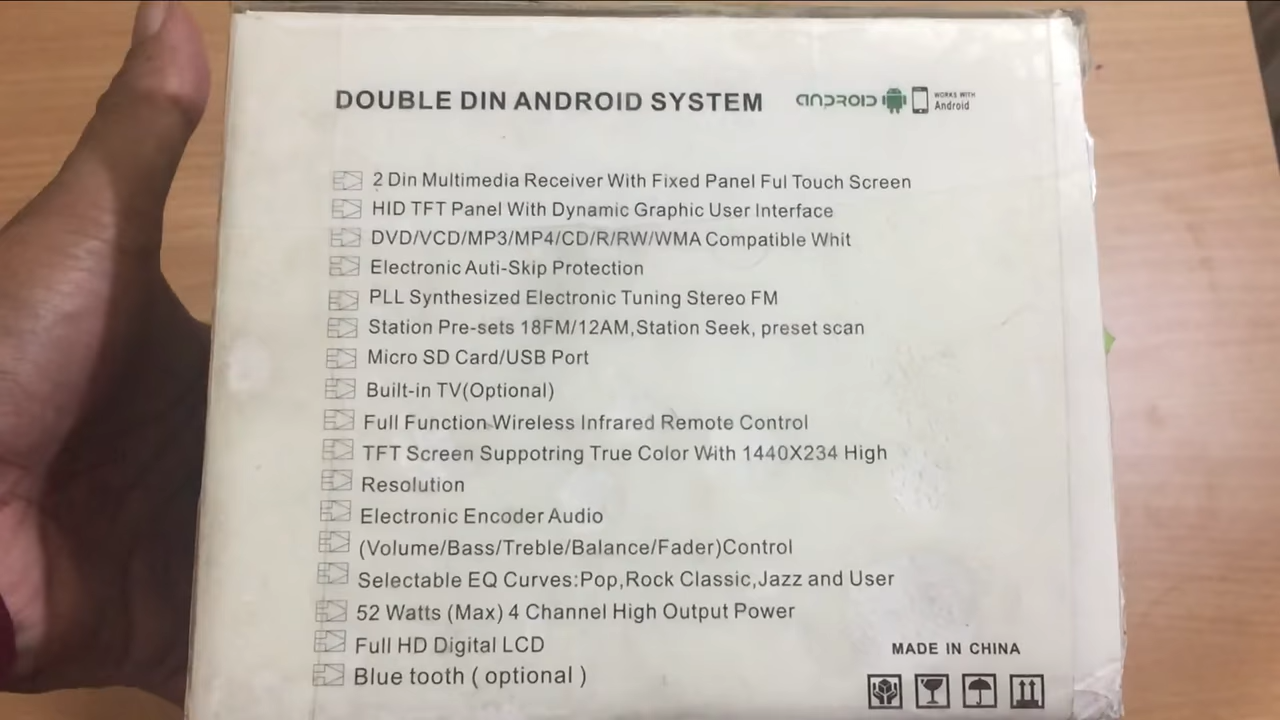 DOUBLE DIN ANDROID SYSTEM
ANDROID
WORKS WITH
Android
2 Din Multimedia Receiver With Fixed Panel Ful Touch Screen
HID TFT Panel With Dynamic Graphic User Interface
DVD/VCD/MP3/MP4/CD/R/RW/WMA Compatible Whit
Electronic Auto-Skip Protection
PLL Synthesized Electronic Tuning Stereo FM
Station Pre-sets 18FM/12AM,Station Seek, preset scan
Micro SD Card/USB Port
Built-in TV(Optional)
Full Function Wireless Infrared Remote Control
TFT Screen Suppotring True Color With 1440X234 High
Resolution
Electronic Encoder Audio
(Volume/Bass/Treble/Balance/Fader)Control
Selectable EQ Curves:Pop,Rock Classic,Jazz and User
52 Watts (Max) 4 Channel High Output Power
Full HD Digital LCD
Blue tooth ( optional )
MADE IN CHINA